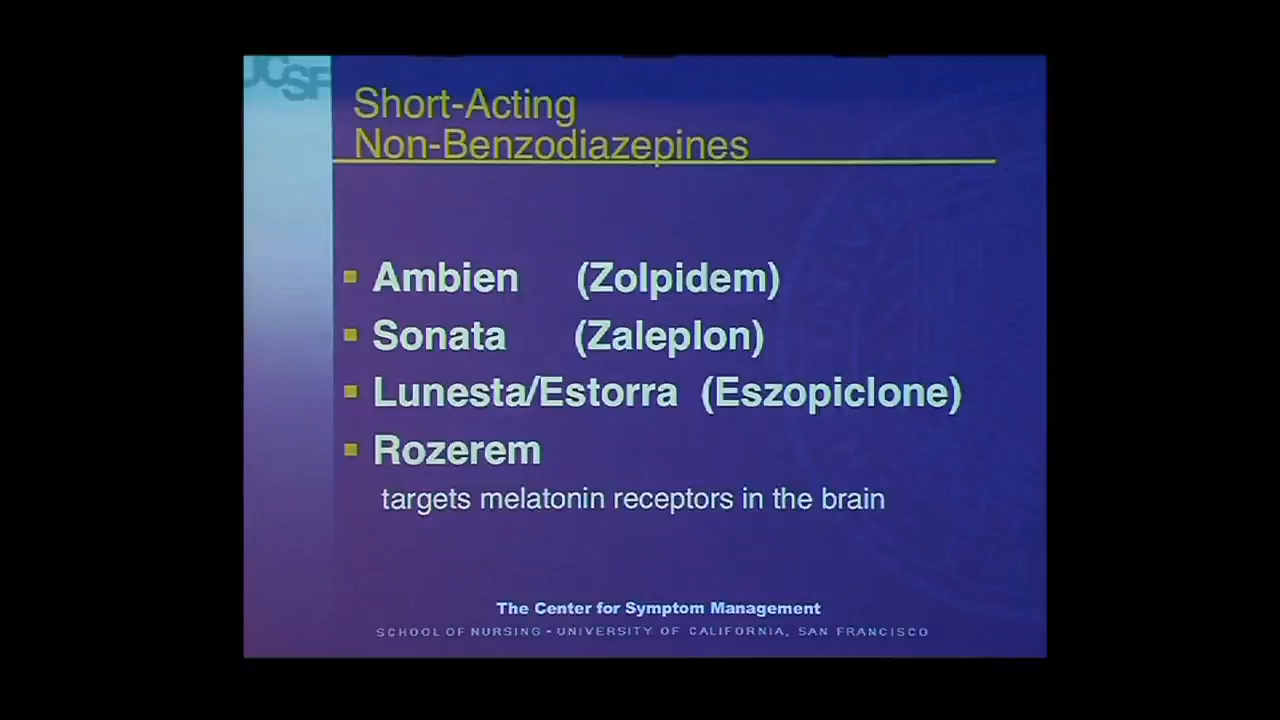 UCSF
Short-Acting
Non-Benzodiazepines
▪ Ambien (Zolpidem)
▪ Sonata (Zaleplon)
▪ Lunesta/Estorra (Eszopiclone)
▪ Rozerem
targets melatonin receptors in the brain
The Center for Symptom Management
SCHOOL OF NURSING - UNIVERSITY OF CALIFORNIA, SAN FRANCISCO